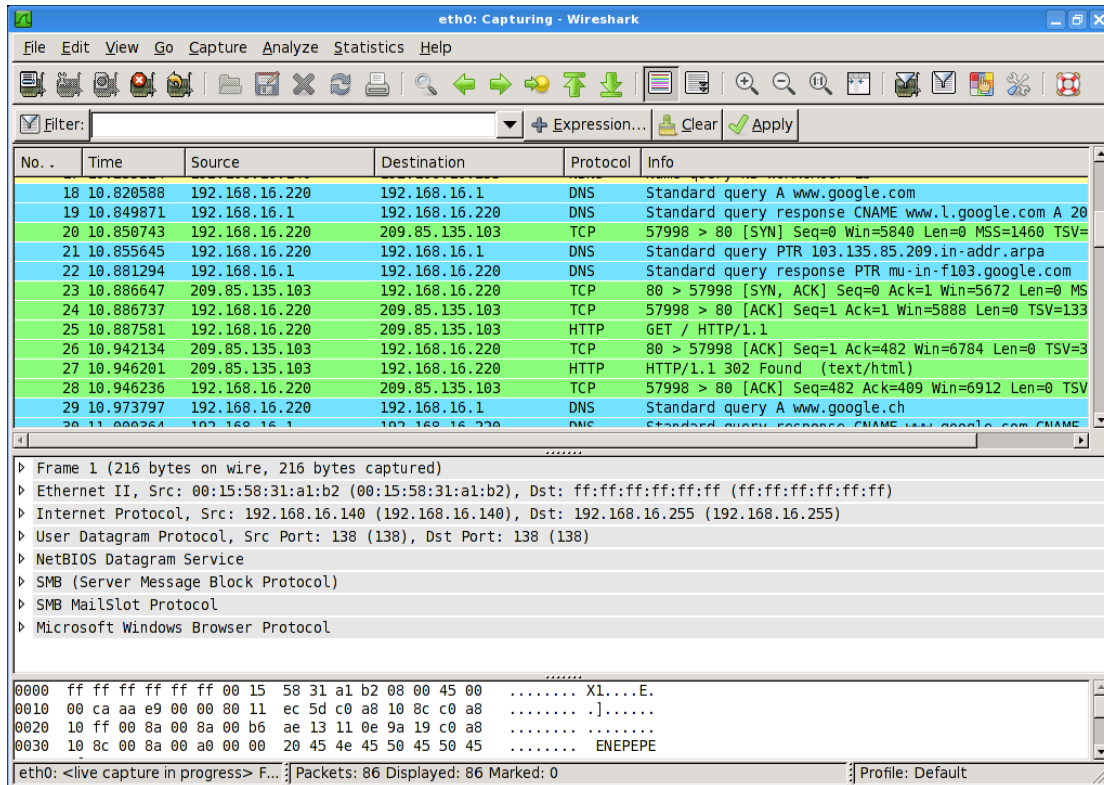 eth0: Capturing - Wireshark
File Edit View Go Capture Analyze Statistics Help
Filter: Expression... Clear Apply
No. . Time Source Destination Protocol Info
18 10.820588 192.168.16.220 192.168.16.1 DNS Standard query A www.google.com
19 10.849871 192.168.16.1 192.168.16.220 DNS Standard query response CNAME www.l.google.com A 20
20 10.850743 192.168.16.220 209.85.135.103 TCP 57998 > 80 [SYN] Seq=0 Win=5840 Len=0 MSS=1460 TSV=
21 10.855645 192.168.16.220 192.168.16.1 DNS Standard query PTR 103.135.85.209.in-addr.arpa
22 10.881294 192.168.16.1 192.168.16.220 DNS Standard query response PTR mu-in-f103.google.com
23 10.886647 209.85.135.103 192.168.16.220 TCP 80 > 57998 [SYN, ACK] Seq=0 Ack=1 Win=5672 Len=0 MS
24 10.886737 192.168.16.220 209.85.135.103 TCP 57998 > 80 [ACK] Seq=1 Ack=1 Win=5888 Len=0 TSV=133
25 10.887581 192.168.16.220 209.85.135.103 HTTP GET / HTTP/1.1
26 10.942134 209.85.135.103 192.168.16.220 TCP 80 > 57998 [ACK] Seq=1 Ack=482 Win=6784 Len=0 TSV=3
27 10.946201 209.85.135.103 192.168.16.220 HTTP HTTP/1.1 302 Found (text/html)
28 10.946236 192.168.16.220 209.85.135.103 TCP 57998 > 80 [ACK] Seq=482 Ack=409 Win=6912 Len=0 TSV
29 10.973797 192.168.16.220 192.168.16.1 DNS Standard query A www.google.ch
30 11.000364 192.168.16.1 192.168.16.220 DNS Standard query response CNAME www.google.com CNAME
Frame 1 (216 bytes on wire, 216 bytes captured)
Ethernet II, Src: 00:15:58:31:a1:b2 (00:15:58:31:a1:b2), Dst: ff:ff:ff:ff:ff:ff (ff:ff:ff:ff:ff:ff)
Internet Protocol, Src: 192.168.16.140 (192.168.16.140), Dst: 192.168.16.255 (192.168.16.255)
User Datagram Protocol, Src Port: 138 (138), Dst Port: 138 (138)
NetBIOS Datagram Service
SMB (Server Message Block Protocol)
SMB MailSlot Protocol
Microsoft Windows Browser Protocol
0000 ff ff ff ff ff ff 00 15 58 31 a1 b2 08 00 45 00 ........ X1....E.
0010 00 ca aa e9 00 00 80 11 ec 5d c0 a8 10 8c c0 a8 ........ .]......
0020 10 ff 00 8a 00 8a 00 b6 ae 13 11 0e 9a 19 c0 a8 ........ ........
0030 10 8c 00 8a 00 a0 00 00 20 45 4e 45 50 45 50 45 ........ ENEPEPE
eth0: <live capture in progress> F... Packets: 86 Displayed: 86 Marked: 0 Profile: Default